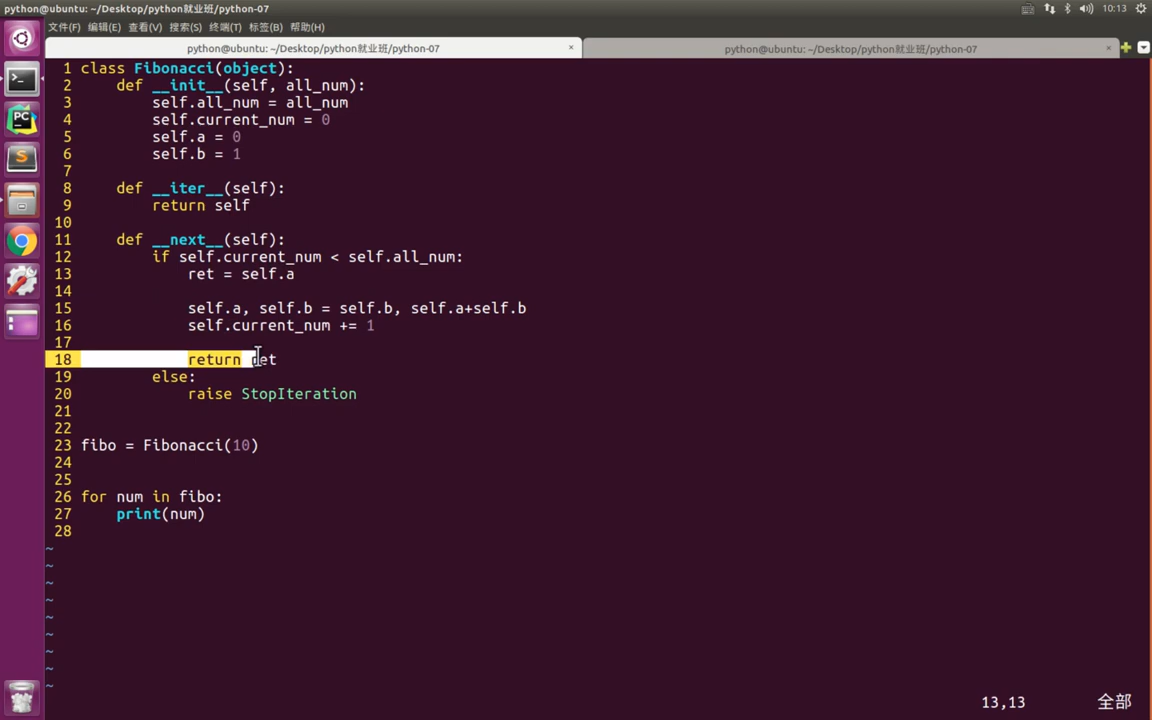 python@ubuntu: ~/Desktop/python就业班/python-07
10:13
文件(F) 编辑(E) 查看(V) 搜索(S) 终端(T) 标签(B) 帮助(H)
python@ubuntu: ~/Desktop/python就业班/python-07 × python@ubuntu: ~/Desktop/python就业班/python-07 ×
1 class Fibonacci(object):
2     def __init__(self, all_num):
3         self.all_num = all_num
4         self.current_num = 0
5         self.a = 0
6         self.b = 1
7
8     def __iter__(self):
9         return self
10
11     def __next__(self):
12         if self.current_num < self.all_num:
13             ret = self.a
14
15             self.a, self.b = self.b, self.a+self.b
16             self.current_num += 1
17
18             return ret
19         else:
20             raise StopIteration
21
22
23 fibo = Fibonacci(10)
24
25
26 for num in fibo:
27     print(num)
28
~
~
~
~
~
~
~
~
~
13,13 全部
PC
S